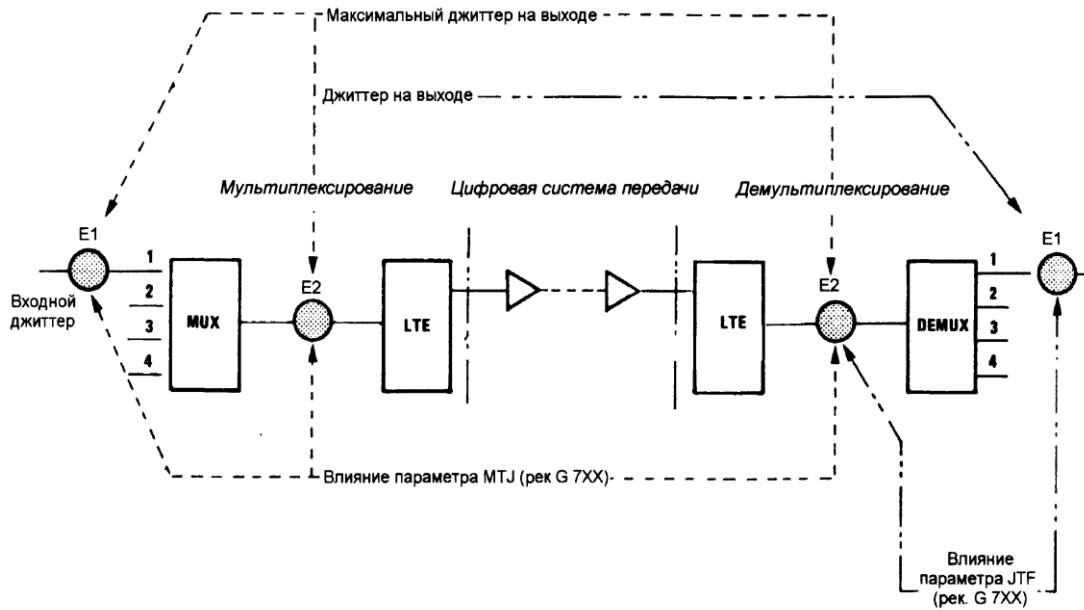 Максимальный джиттер на выходе
Джиттер на выходе
Мультиплексирование
Цифровая система передачи
Демультиплексирование
E1
E1
1
1
Входной
джиттер
2
MUX
E2
LTE
LTE
E2
DEMUX
2
3
3
4
4
Влияние параметра MTJ (рек G 7XX)
Влияние
параметра JTF
(рек. G 7XX)